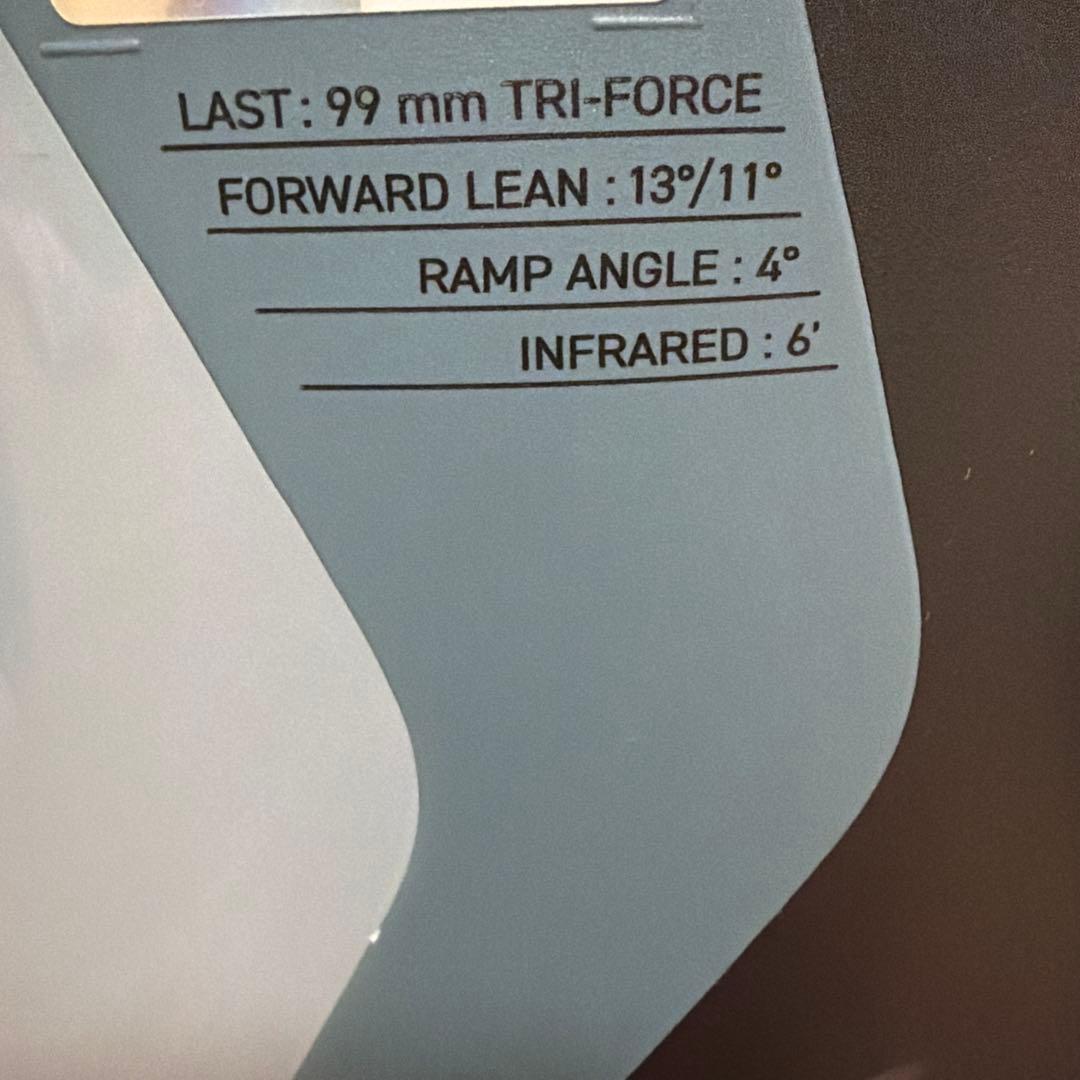 LAST : 99 mm TRI-FORCE
FORWARD LEAN : 13°/11°
RAMP ANGLE : 4°
INFRARED : 6'